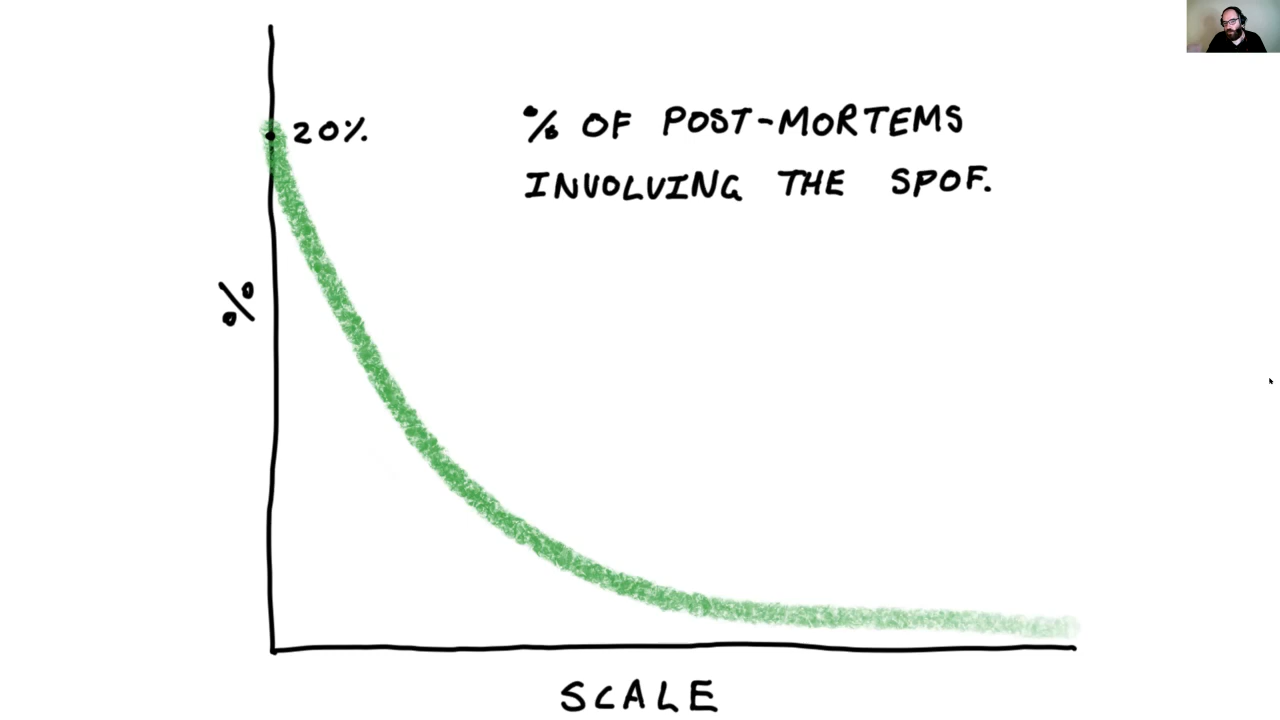 20%
% OF POST-MORTEMS
INVOLVING THE SPOF.
%
SCALE